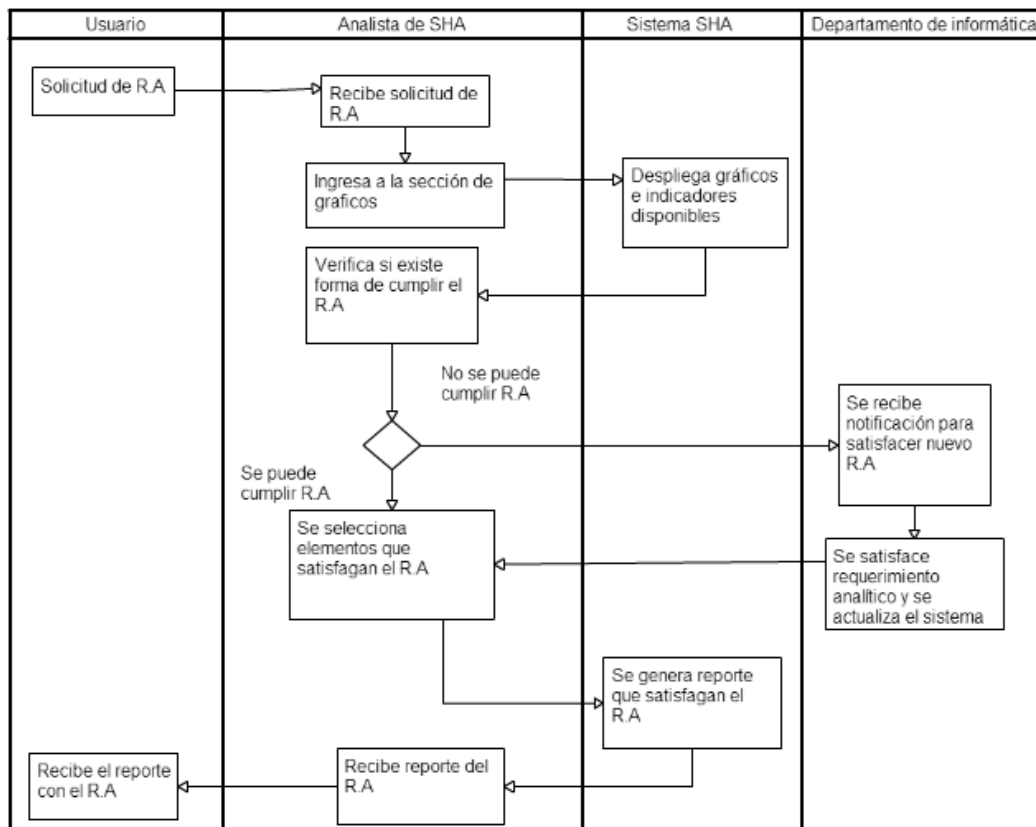 Usuario
Analista de SHA
Sistema SHA
Departamento de informática
Solicitud de R.A
Recibe solicitud de
R.A
Ingresa a la sección de
graficos
Despliega gráficos
e indicadores
disponibles
Verifica si existe
forma de cumplir el
R.A
No se puede
cumplir R.A
Se recibe
notificación para
satisfacer nuevo
R.A
Se puede
cumplir R.A
Se selecciona
elementos que
satisfagan el R.A
Se satisface
requerimiento
analítico y se
actualiza el sistema
Se genera reporte
que satisfagan el
R.A
Recibe reporte del
R.A
Recibe el reporte
con el R.A